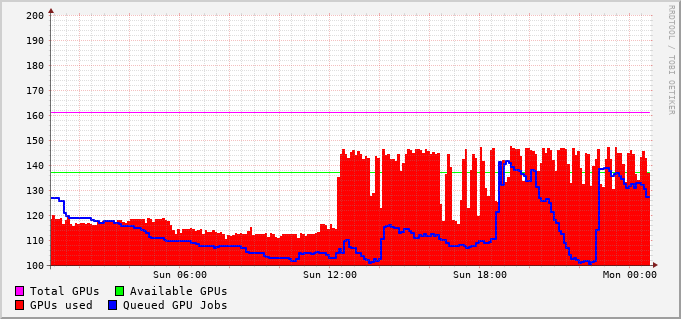 RRDTOOL / TOBI OETIKER
200
190
180
170
160
150
140
130
120
110
100
Sun 06:00 Sun 12:00 Sun 18:00 Mon 00:00
Total GPUs Available GPUs
GPUs used Queued GPU Jobs